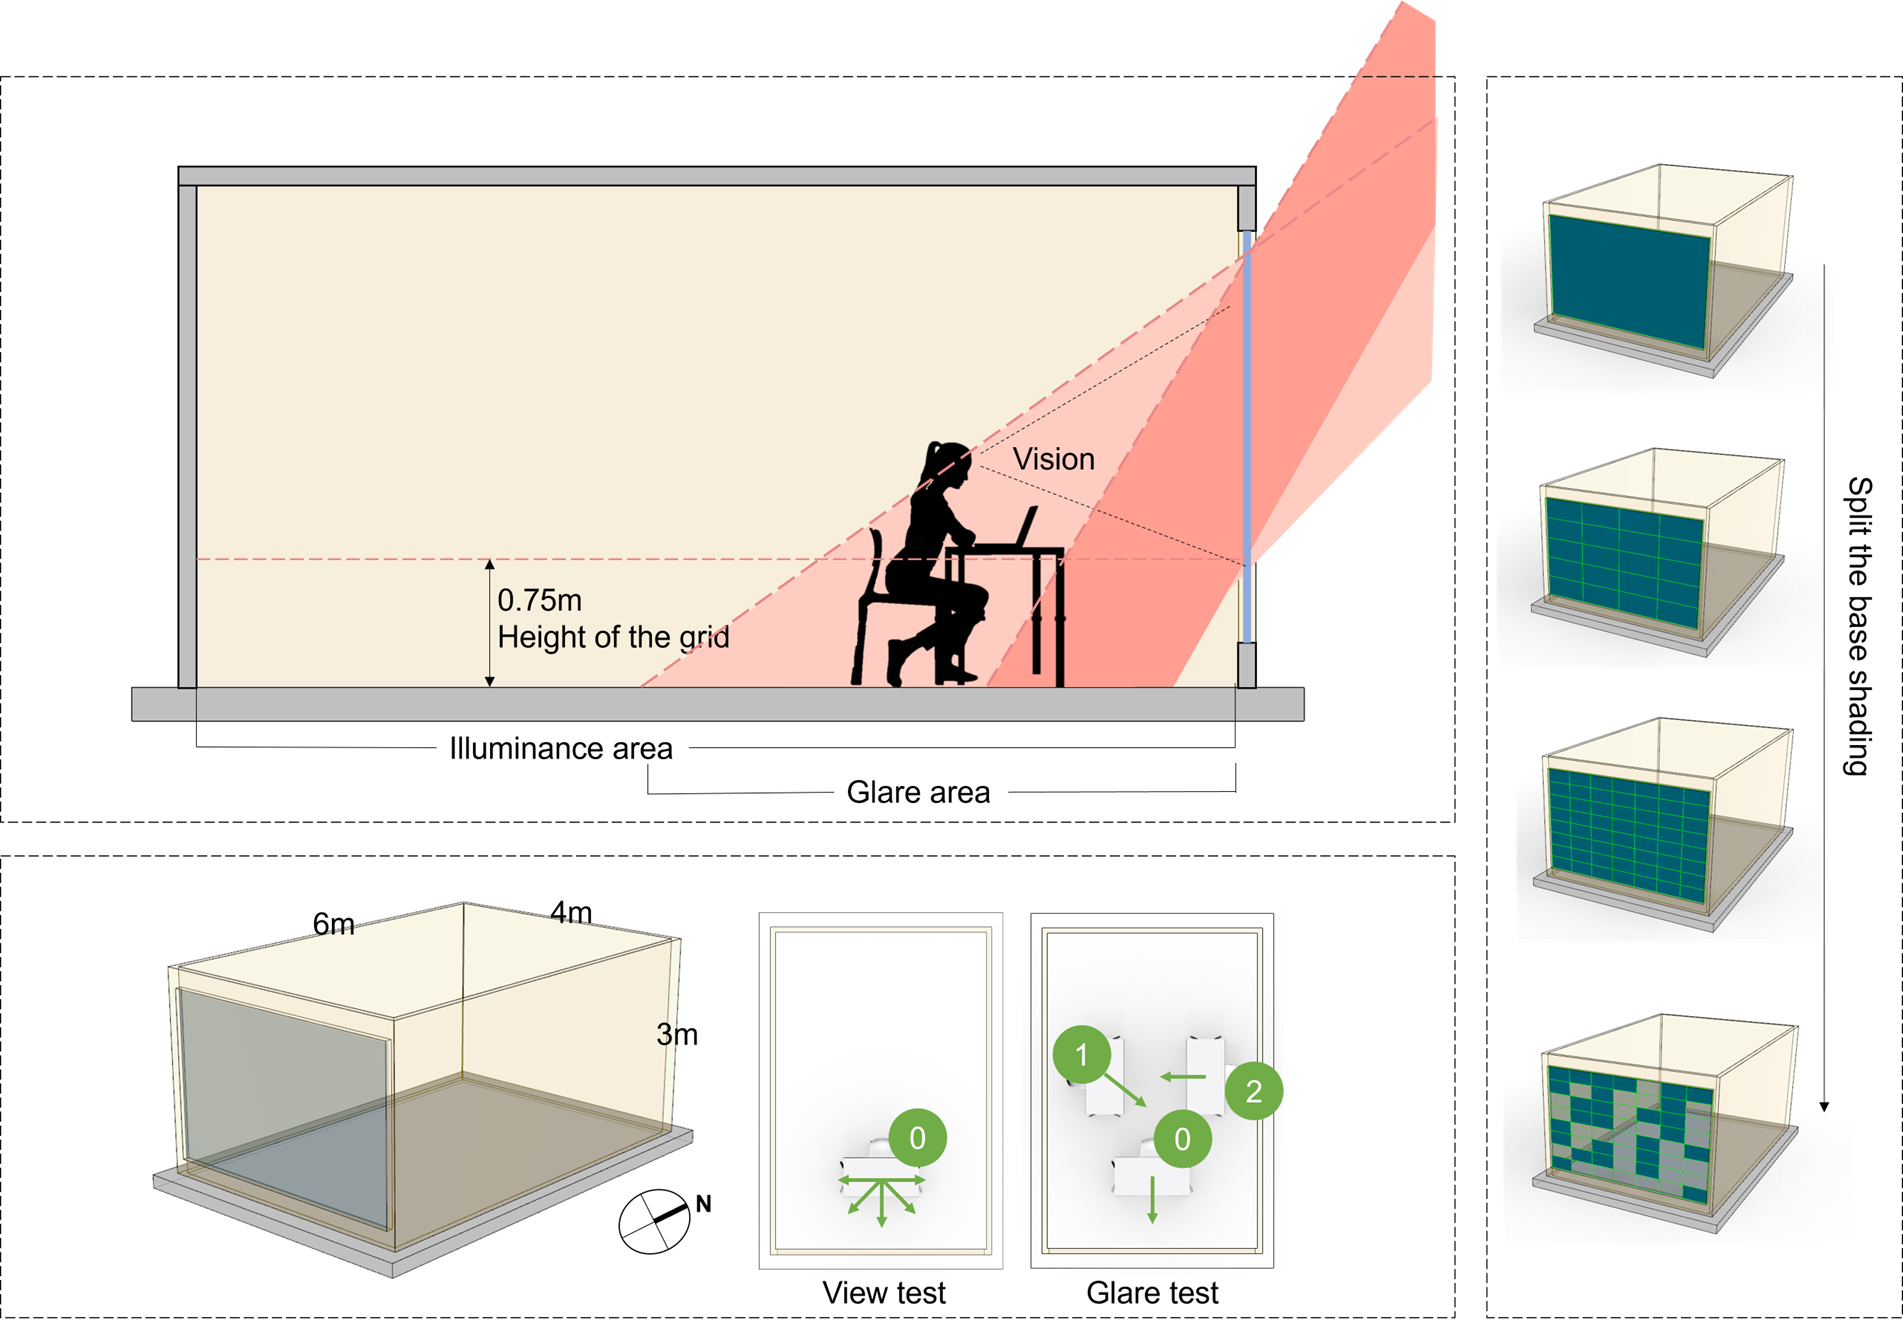 Vision
0.75m
Height of the grid
Illuminance area
Glare area
6m
4m
3m
N
0
View test
1
2
0
Glare test
Split the base shading